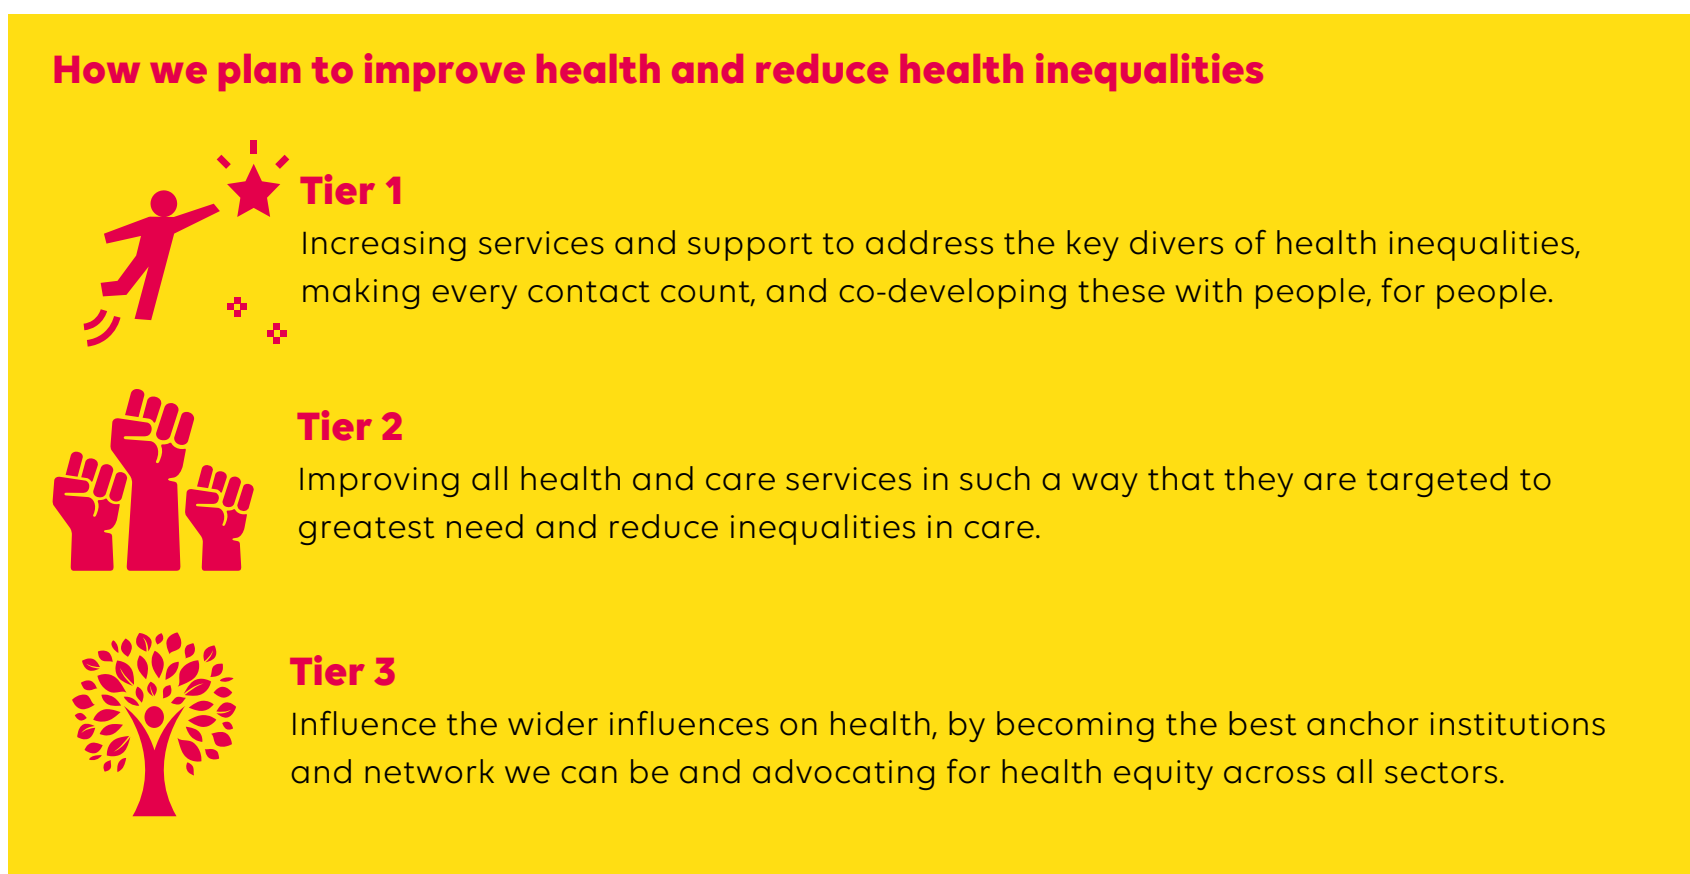 How we plan to improve health and reduce health inequalities
Tier 1
Increasing services and support to address the key divers of health inequalities,
making every contact count, and co-developing these with people, for people.
Tier 2
Improving all health and care services in such a way that they are targeted to
greatest need and reduce inequalities in care.
Tier 3
Influence the wider influences on health, by becoming the best anchor institutions
and network we can be and advocating for health equity across all sectors.